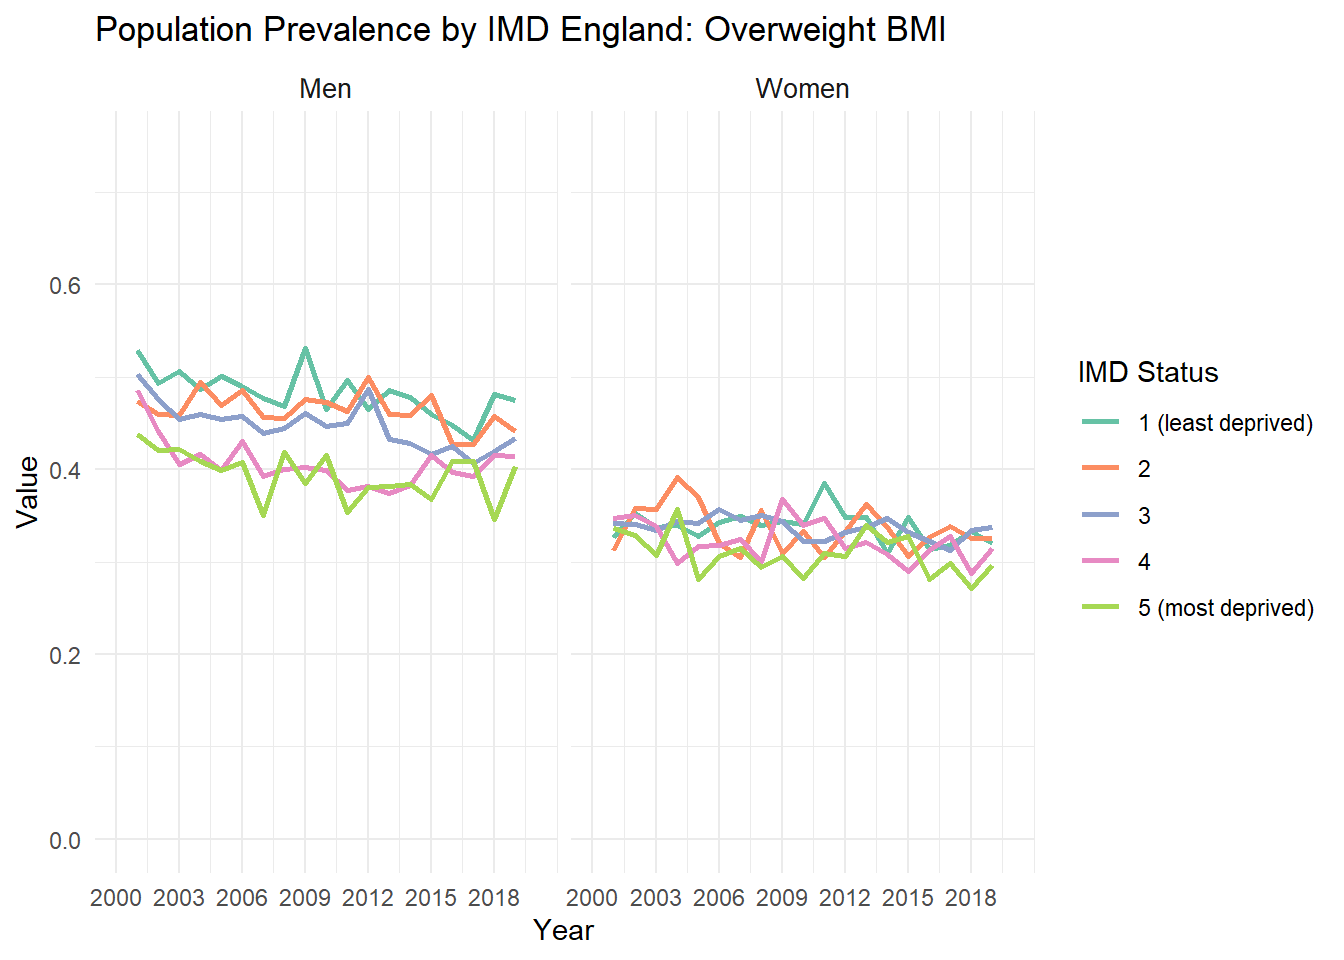 Population Prevalence by IMD England: Overweight BMI
Men
Women
0.6
0.4
0.2
0.0
Value
2000 2003 2006 2009 2012 2015 2018
2000 2003 2006 2009 2012 2015 2018
Year
IMD Status
1 (least deprived)
2
3
4
5 (most deprived)